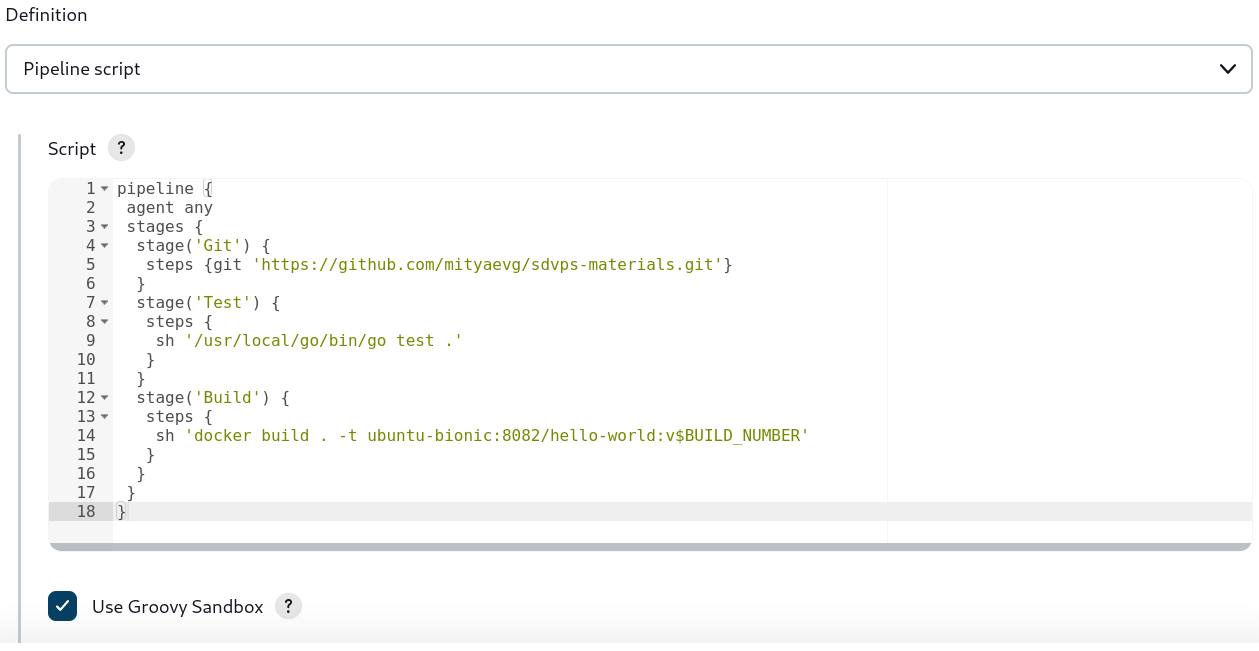 Definition
Pipeline script
Script ?
1 pipeline {
2  agent any
3  stages {
4   stage('Git') {
5    steps {git 'https://github.com/mityaevg/sdvps-materials.git'}
6   }
7   stage('Test') {
8    steps {
9     sh '/usr/local/go/bin/go test .'
10    }
11   }
12   stage('Build') {
13    steps {
14     sh 'docker build . -t ubuntu-bionic:8082/hello-world:v$BUILD_NUMBER'
15    }
16   }
17  }
18 }
Use Groovy Sandbox ?